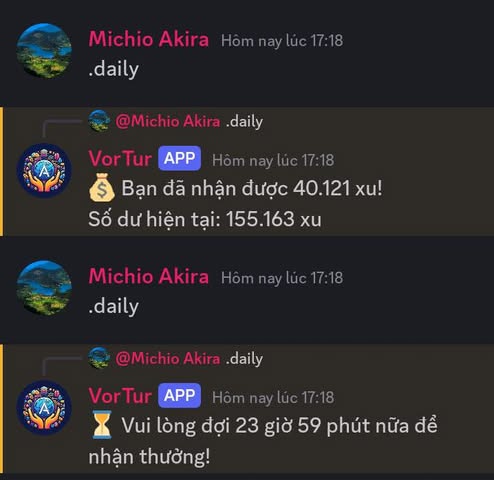 Michio Akira Hôm nay lúc 17:18
.daily
@Michio Akira .daily
VorTur APP Hôm nay lúc 17:18
💰 Bạn đã nhận được 40.121 xu!
Số dư hiện tại: 155.163 xu
Michio Akira Hôm nay lúc 17:18
.daily
@Michio Akira .daily
VorTur APP Hôm nay lúc 17:18
⏳ Vui lòng đợi 23 giờ 59 phút nữa để
nhận thưởng!